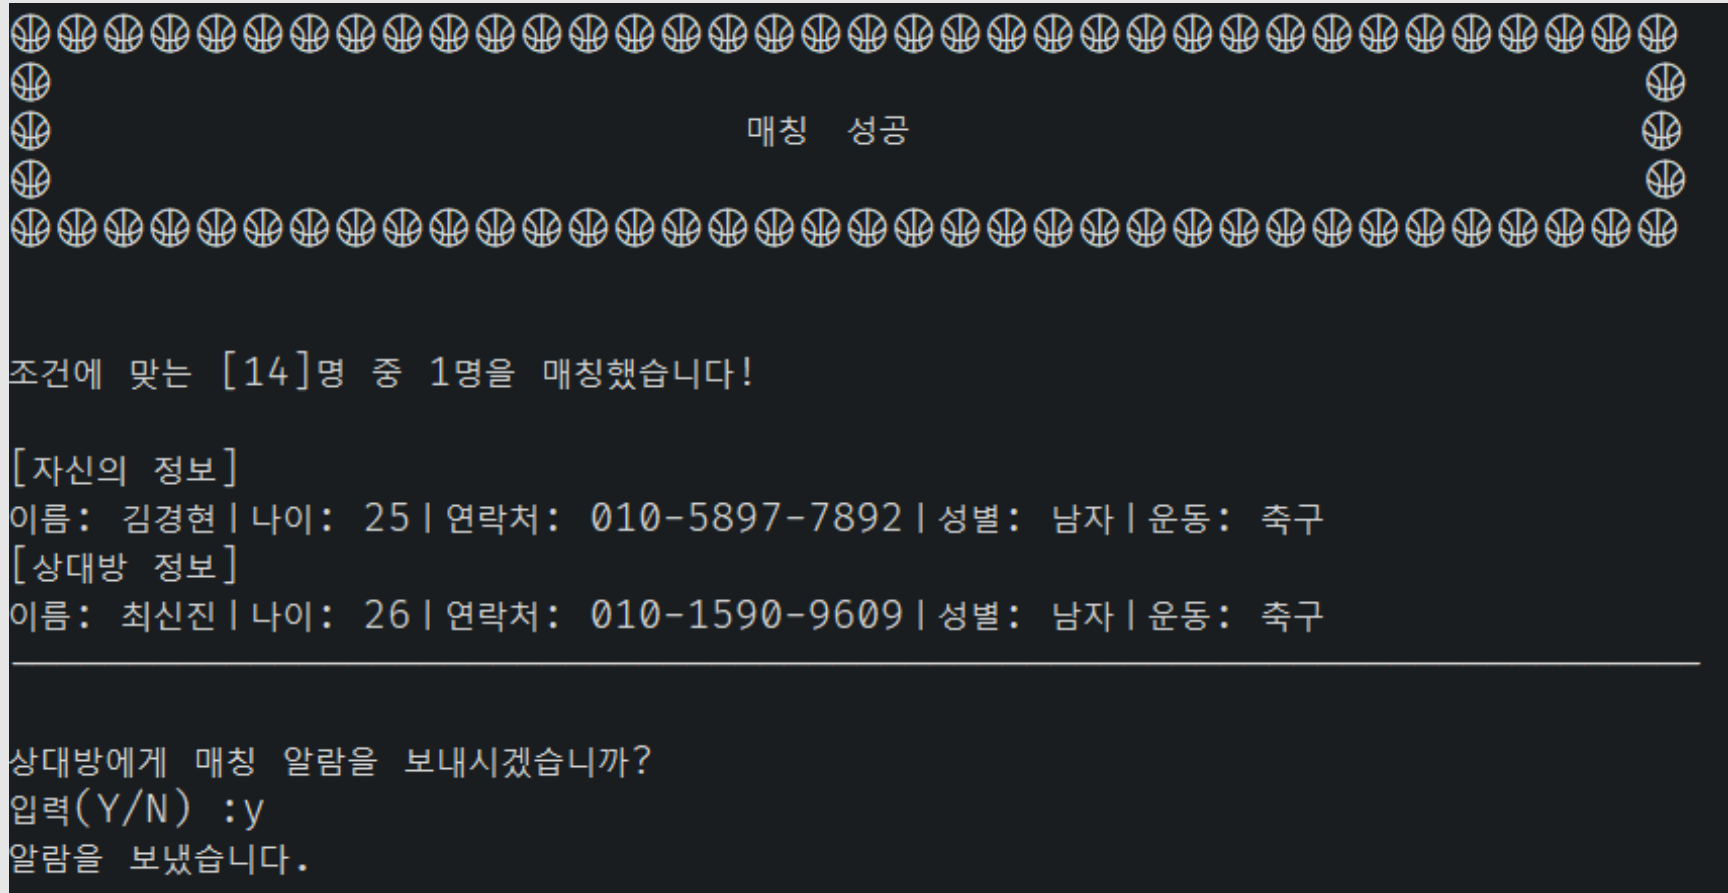 매칭 성공
조건에 맞는 [14]명 중 1명을 매칭했습니다!
[자신의 정보]
이름: 김경현|나이: 25|연락처: 010-5897-7892|성별: 남자|운동: 축구
[상대방 정보]
이름: 최신진|나이: 26|연락처: 010-1590-9609|성별: 남자|운동: 축구
상대방에게 매칭 알람을 보내시겠습니까?
입력(Y/N) :y
알람을 보냈습니다.